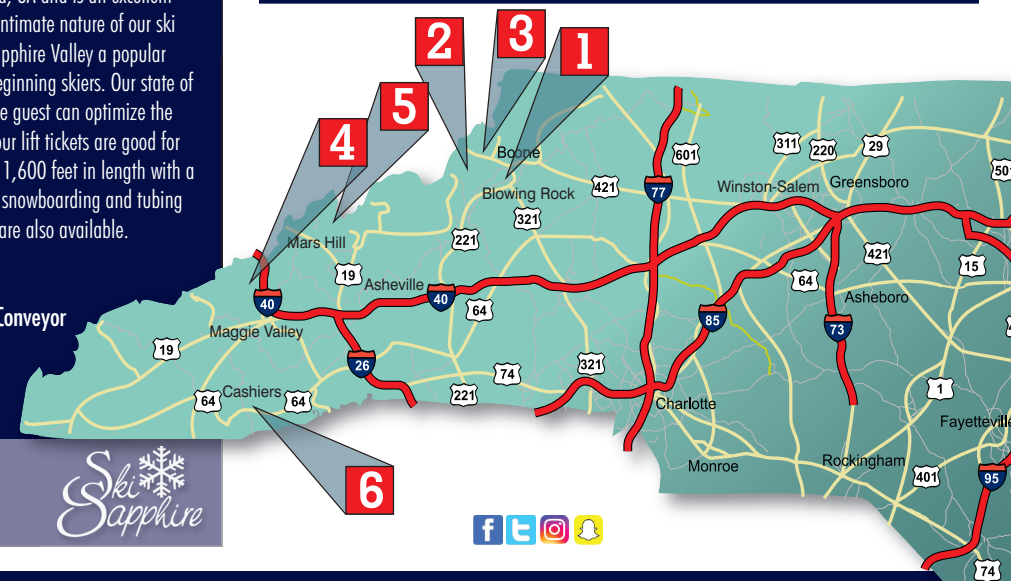 ntimate nature of our ski
pphire Valley a popular
eginning skiers. Our state of
e guest can optimize the
our lift tickets are good for
1,600 feet in length with a
snowboarding and tubing
are also available.
Conveyor
Ski
Sapphire
2
3
1
5
4
6
Boone
Blowing Rock
Mars Hill
Asheville
Maggie Valley
Cashiers
Winston-Salem
Greensboro
Asheboro
Charlotte
Monroe
Rockingham
Fayetteville
601
311
220
29
501
421
77
321
221
19
40
40
64
421
15
64
85
73
19
26
74
321
64
64
221
1
401
95
74